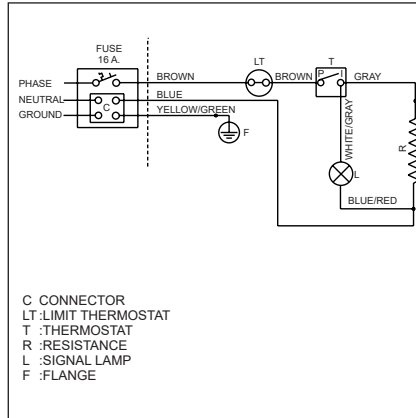 FUSE
16 A.
LT
T
PHASE
BROWN
BROWN
P I
GRAY
NEUTRAL
C
BLUE
GROUND
YELLOW/GREEN
F
WHITE/GRAY
R
L
BLUE/RED
C CONNECTOR
LT :LIMIT THERMOSTAT
T :THERMOSTAT
R :RESISTANCE
L :SIGNAL LAMP
F :FLANGE